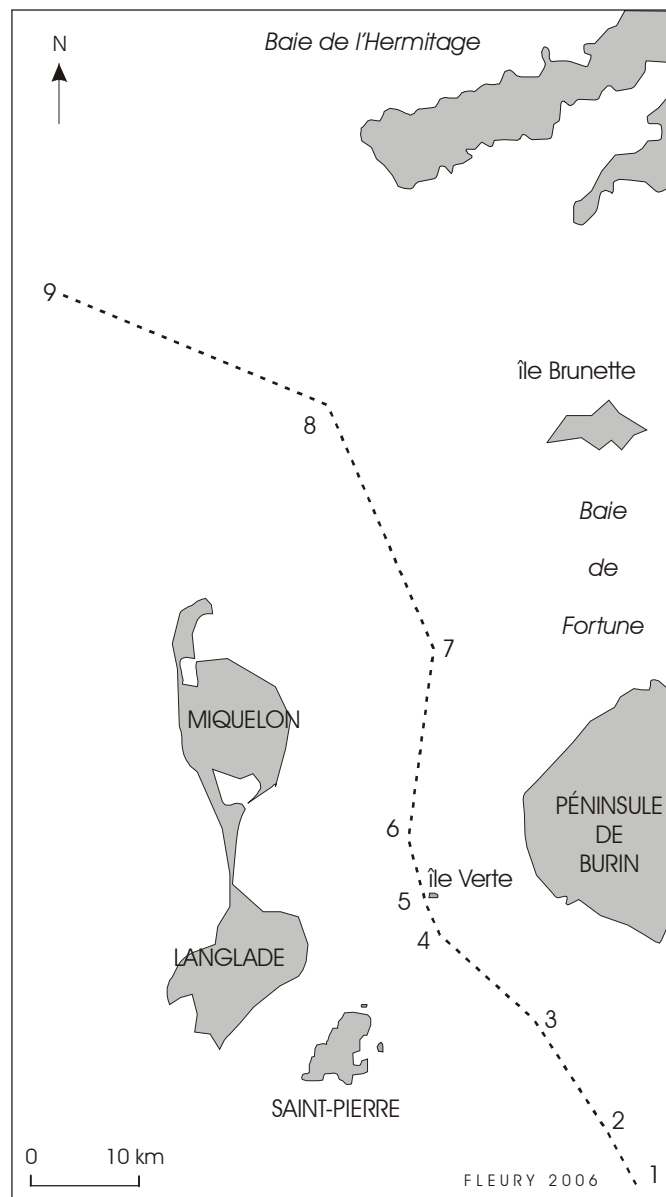 N
Baie de l'Hermitage
9
île Brunette
8
Baie
de
Fortune
7
MIQUELON
PÉNINSULE
DE
BURIN
6
île Verte
5
4
LANGLADE
3
SAINT-PIERRE
2
0 10 km
FLEURY 2006
1